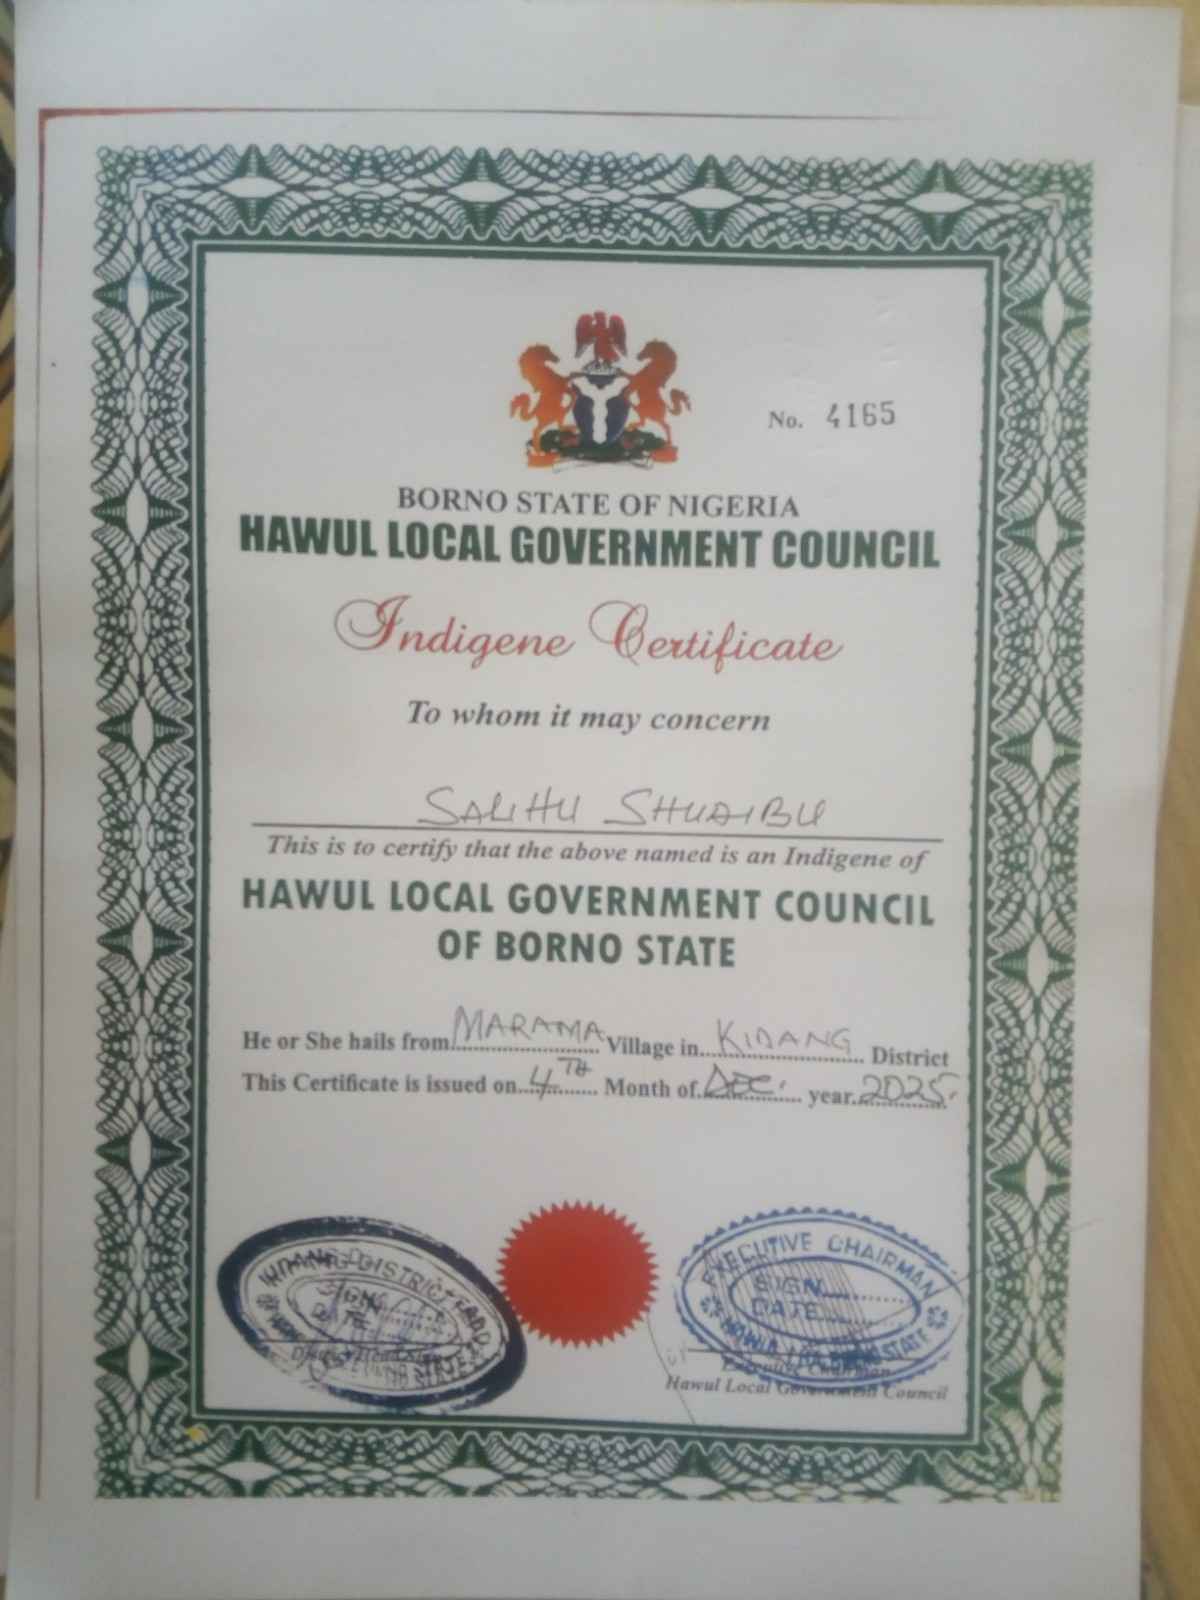 No. 4165
BORNO STATE OF NIGERIA
HAWUL LOCAL GOVERNMENT COUNCIL
Indigene Certificate
To whom it may concern
SALIHU SHUAIBU
This is to certify that the above named is an Indigene of
HAWUL LOCAL GOVERNMENT COUNCIL
OF BORNO STATE
He or She hails from MARAMA Village in KIDANG District
This Certificate is issued on 4TH Month of DEC. year 2025.
DISTRICT
SIGN
DATE
EXECUTIVE CHAIRMAN
SIGN
DATE
HAWUL STATE
Executive Chairman
Hawul Local Government Council